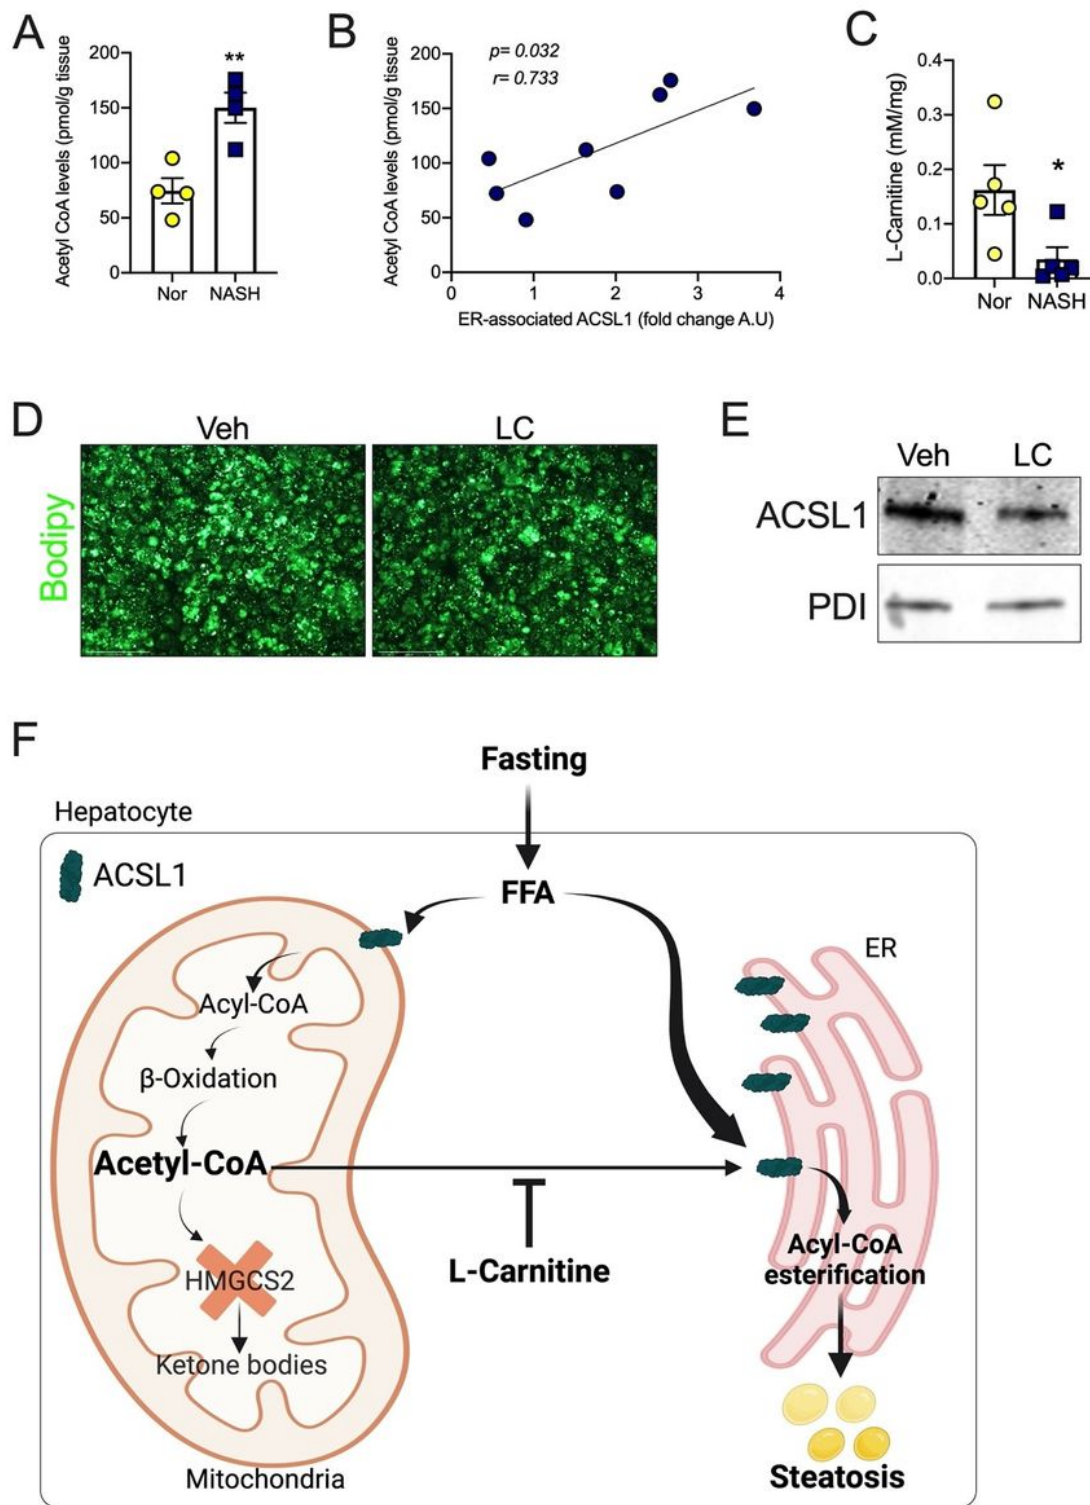 A
Acetyl CoA levels (pmol/g tissue
200
150
100
50
0
**
Nor
NASH
B
Acetyl CoA levels (pmol/g tissue
200
150
100
50
0
p= 0.032
r= 0.733
0
1
2
3
4
ER-associated ACSL1 (fold change A.U)
C
L-Carnitine (mM/mg)
0.4
0.3
0.2
0.1
0.0
*
Nor
NASH
D
Veh
LC
Bodipy
E
Veh
LC
ACSL1
PDI
F
Fasting
Hepatocyte
ACSL1
FFA
ER
Acyl-CoA
β-Oxidation
Acetyl-CoA
L-Carnitine
HMGCS2
Ketone bodies
Mitochondria
Acyl-CoA
esterification
Steatosis